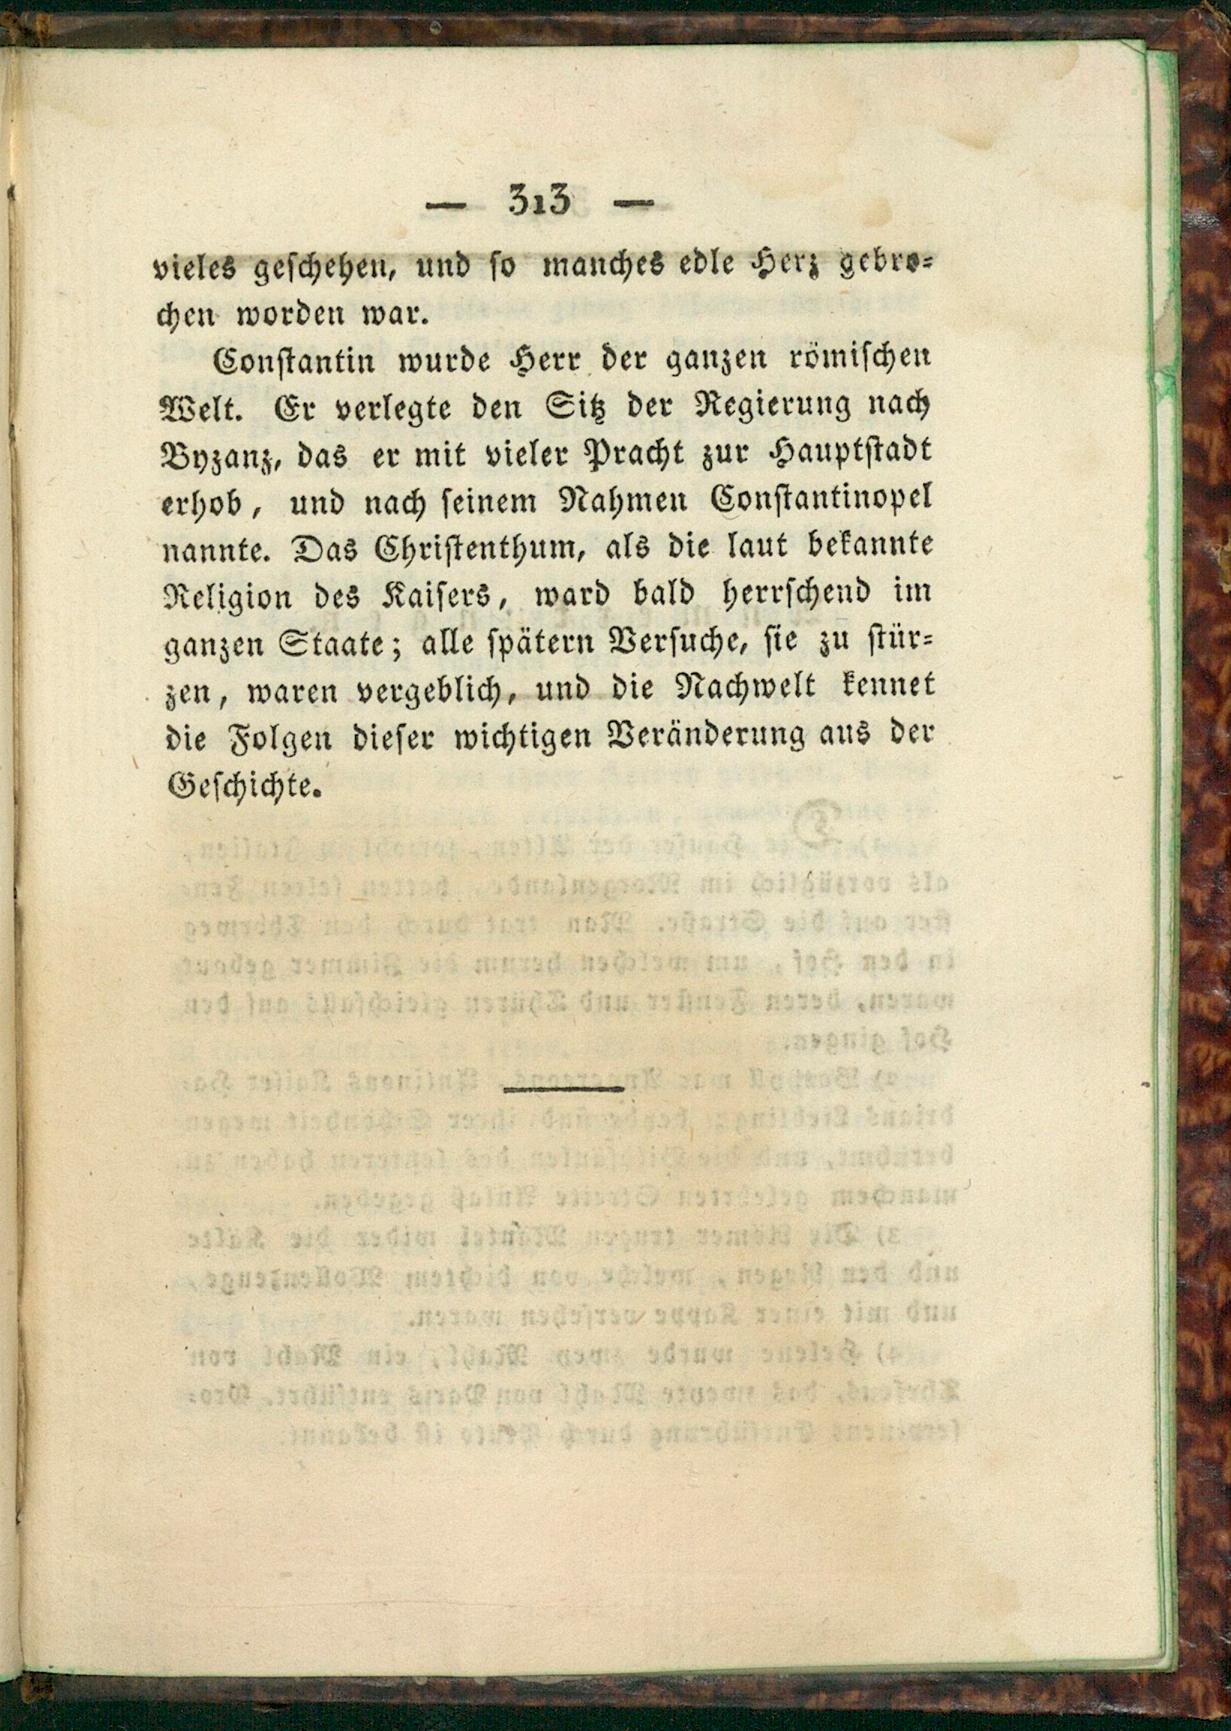 — 313 —
vieles geschehen, und so manches edle Herz gebro-
chen worden war.
Constantin wurde Herr der ganzen römischen
Welt. Er verlegte den Sitz der Regierung nach
Byzanz, das er mit vieler Pracht zur Hauptstadt
erhob, und nach seinem Nahmen Constantinopel
nannte. Das Christenthum, als die laut bekannte
Religion des Kaisers, ward bald herrschend im
ganzen Staate; alle spätern Versuche, sie zu stür-
zen, waren vergeblich, und die Nachwelt kennet
die Folgen dieser wichtigen Veränderung aus der
Geschichte.